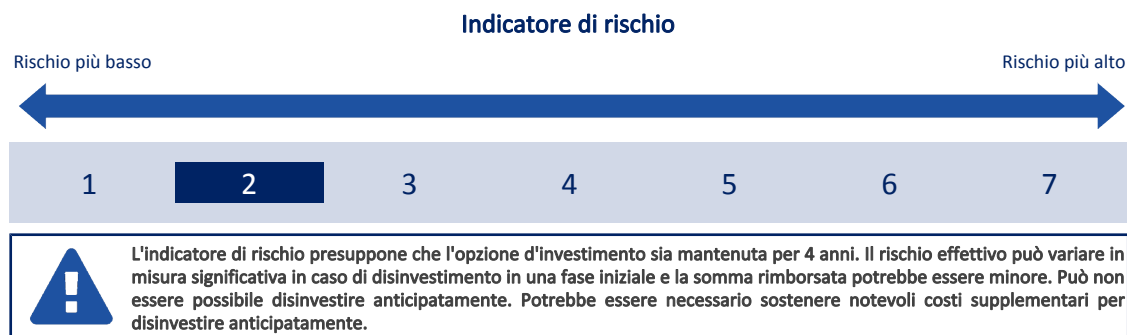 Indicatore di rischio
Rischio più basso
Rischio più alto
1 2 3 4 5 6 7
L'indicatore di rischio presuppone che l'opzione d'investimento sia mantenuta per 4 anni. Il rischio effettivo può variare in
misura significativa in caso di disinvestimento in una fase iniziale e la somma rimborsata potrebbe essere minore. Può non
essere possibile disinvestire anticipatamente. Potrebbe essere necessario sostenere notevoli costi supplementari per
disinvestire anticipatamente.